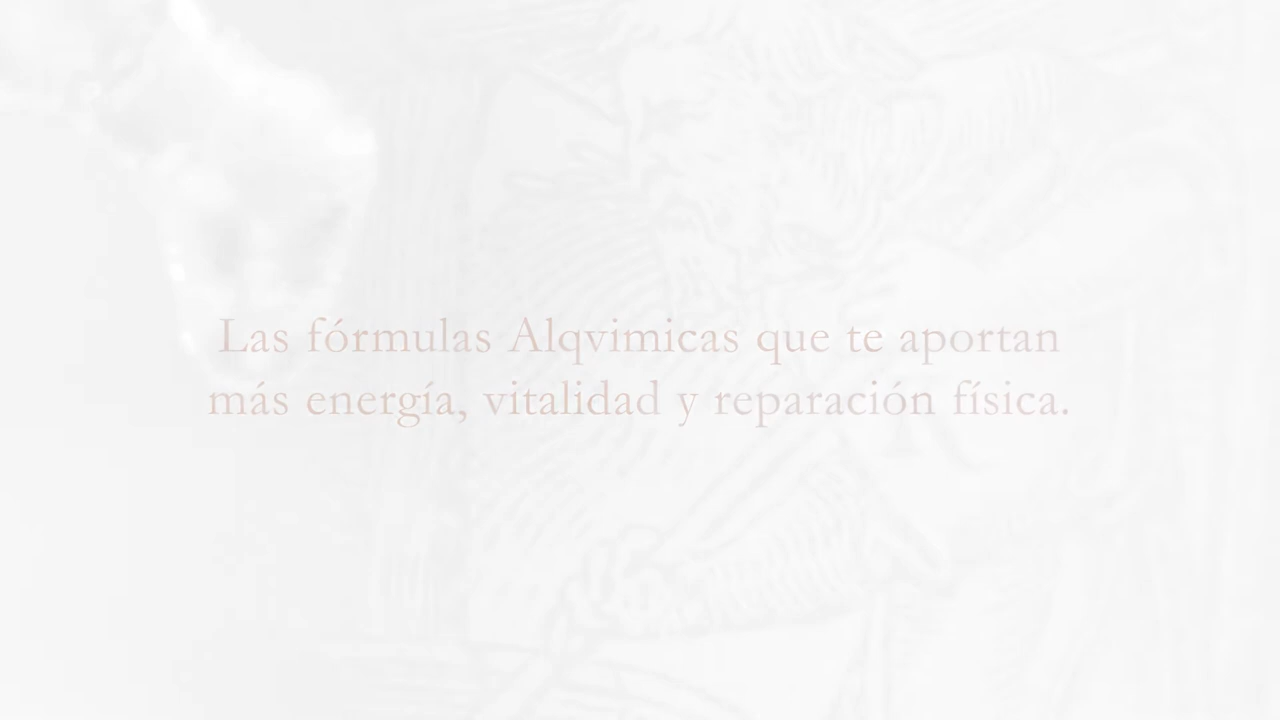 Las fórmulas Alqvimicas que te aportan
más energía, vitalidad y reparación física.